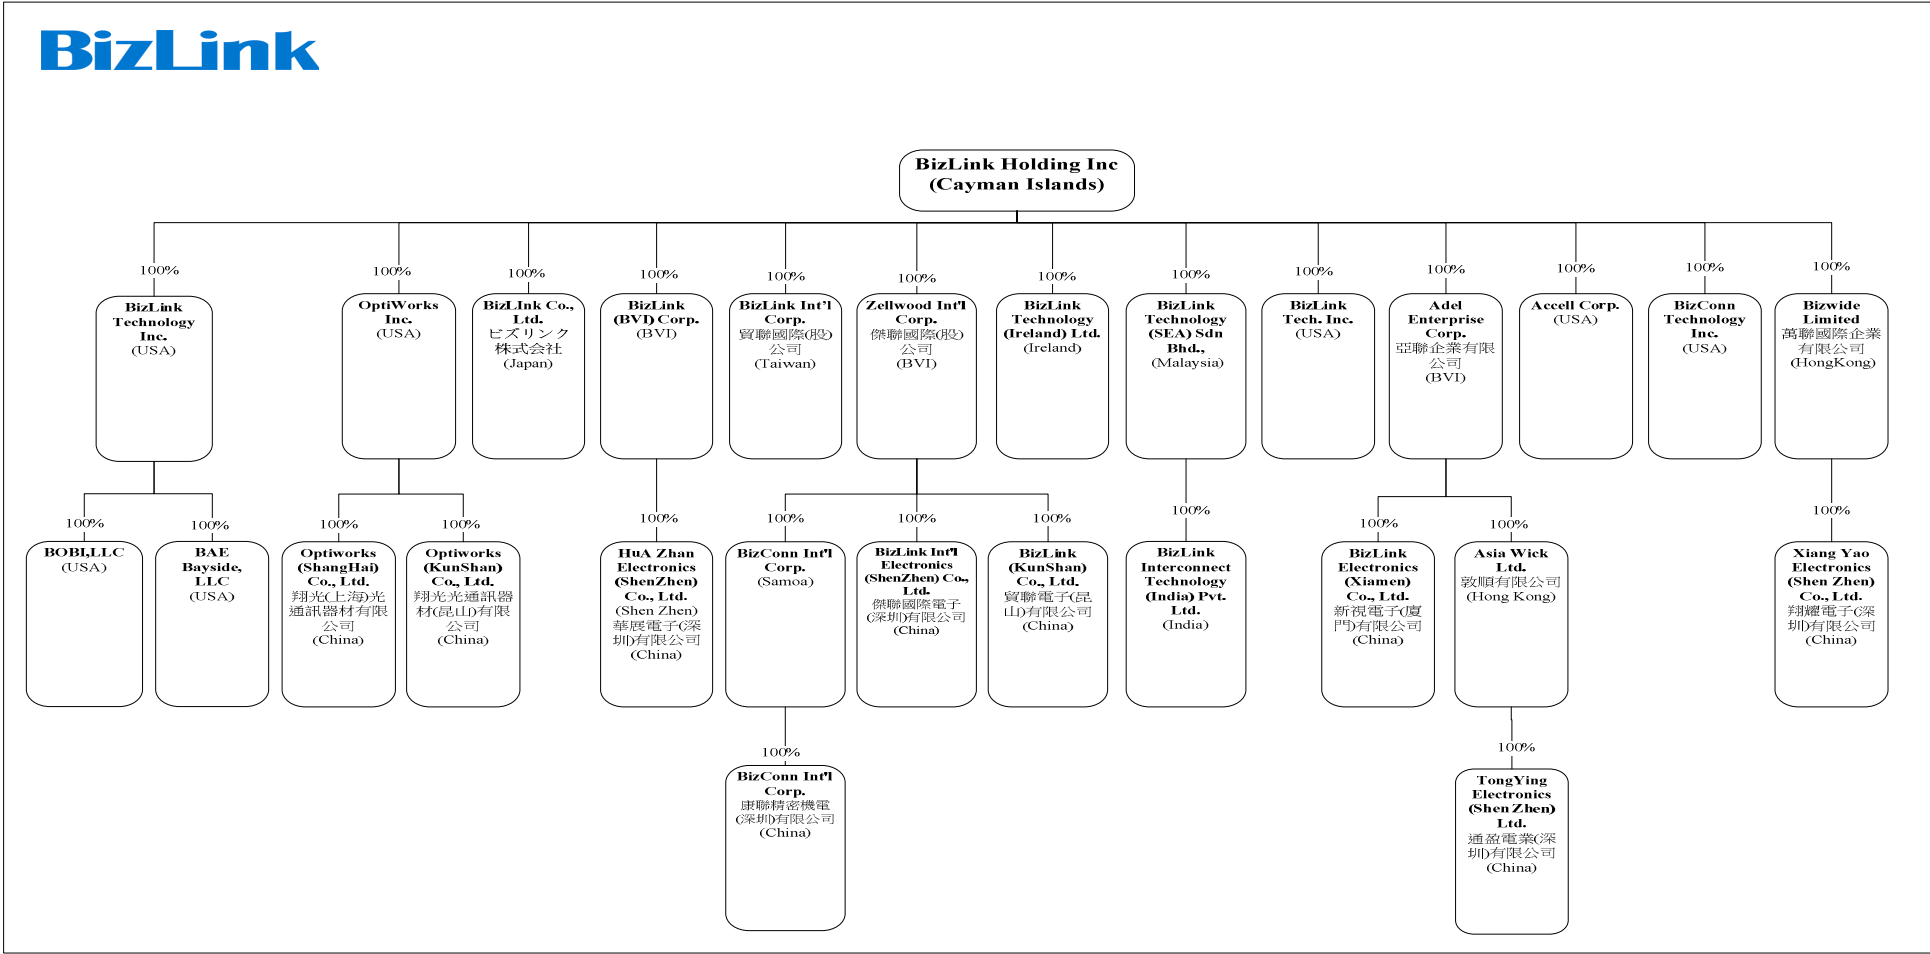 BizLink
BizLink Holding Inc
(Cayman Islands)
100%
100%
100%
100%
100%
100%
100%
100%
100%
100%
100%
100%
100%
BizLink
Technology
Inc.
(USA)
OptiWorks
Inc.
(USA)
BizLInk Co.,
Ltd.
ビズリンク
株式会社
(Japan)
BizLink
(BVI) Corp.
(BVI)
BizLink Int’l
Corp.
貿聯國際(股)
公司
(Taiwan)
Zellwood Int'l
Corp.
傑聯國際(股)
公司
(BVI)
BizLink
Technology
(Ireland) Ltd.
(Ireland)
BizLink
Technology
(SEA) Sdn
Bhd.,
(Malaysia)
BizLink
Tech. Inc.
(USA)
Adel
Enterprise
Corp.
亞聯企業有限
公司
(BVI)
Accell Corp.
(USA)
BizConn
Technology
Inc.
(USA)
Bizwide
Limited
萬聯國際企業
有限公司
(HongKong)
100%
100%
100%
100%
100%
100%
100%
100%
100%
100%
100%
100%
BOBI,LLC
(USA)
BAE
Bayside,
LLC
(USA)
Optiworks
(ShangHai)
Co., Ltd.
翔光(上海)光
通訊器材有限
公司
(China)
Optiworks
(KunShan)
Co., Ltd.
翔光光通訊器
材(昆山)有限
公司
(China)
HuA Zhan
Electronics
(ShenZhen)
Co., Ltd.
(Shen Zhen)
華展電子(深
圳)有限公司
(China)
BizConn Int'l
Corp.
(Samoa)
BizLink Int'l
Electronics
(ShenZhen) Co.,
Ltd.
傑聯國際電子
(深圳)有限公司
(China)
BizLink
(KunShan)
Co., Ltd.
貿聯電子(昆
山)有限公司
(China)
BizLink
Interconnect
Technology
(India) Pvt.
Ltd.
(India)
BizLink
Electronics
(Xiamen)
Co., Ltd.
新視電子(廈
門)有限公司
(China)
Asia Wick
Ltd.
敦順有限公司
(Hong Kong)
Xiang Yao
Electronics
(Shen Zhen)
Co., Ltd.
翔耀電子(深
圳)有限公司
(China)
100%
100%
BizConn Int'l
Corp.
康聯精密機電
(深圳)有限公司
(China)
TongYing
Electronics
(Shen Zhen)
Ltd.
通盈電業(深
圳)有限公司
(China)